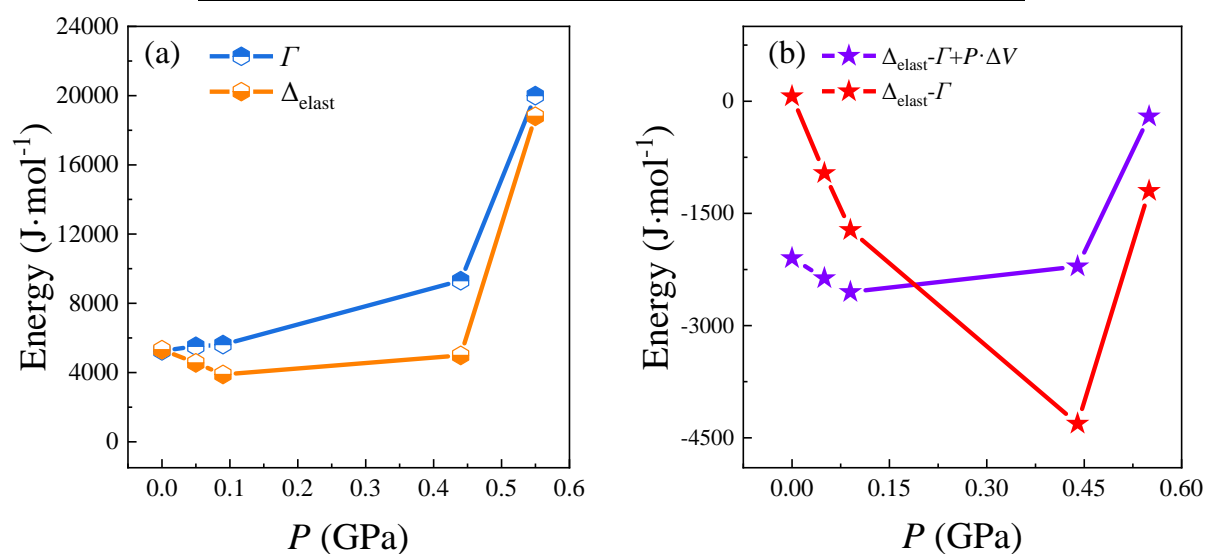 (a)
Γ
Δelast
Energy (J·mol⁻¹)
24000
20000
16000
12000
8000
4000
0
0.0 0.1 0.2 0.3 0.4 0.5 0.6
P (GPa)
(b)
Δelast-Γ+P·ΔV
Δelast-Γ
Energy (J·mol⁻¹)
0
-1500
-3000
-4500
0.00 0.15 0.30 0.45 0.60
P (GPa)